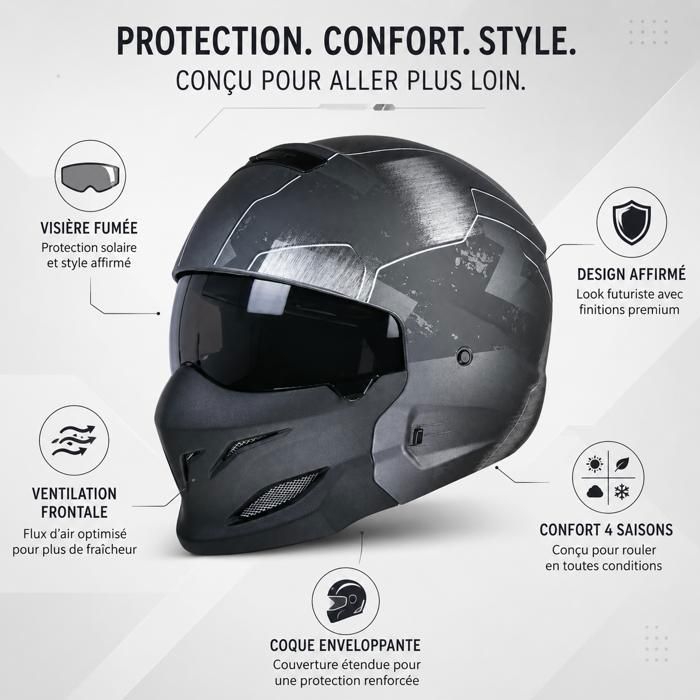 PROTECTION. CONFORT. STYLE.
CONÇU POUR ALLER PLUS LOIN.
VISIÈRE FUMÉE
Protection solaire
et style affirmé
DESIGN AFFIRMÉ
Look futuriste avec
finitions premium
VENTILATION
FRONTALE
Flux d'air optimisé
pour plus de fraîcheur
CONFORT 4 SAISONS
Conçu pour rouler
en toutes conditions
COQUE ENVELOPPANTE
Couverture étendue pour
une protection renforcée